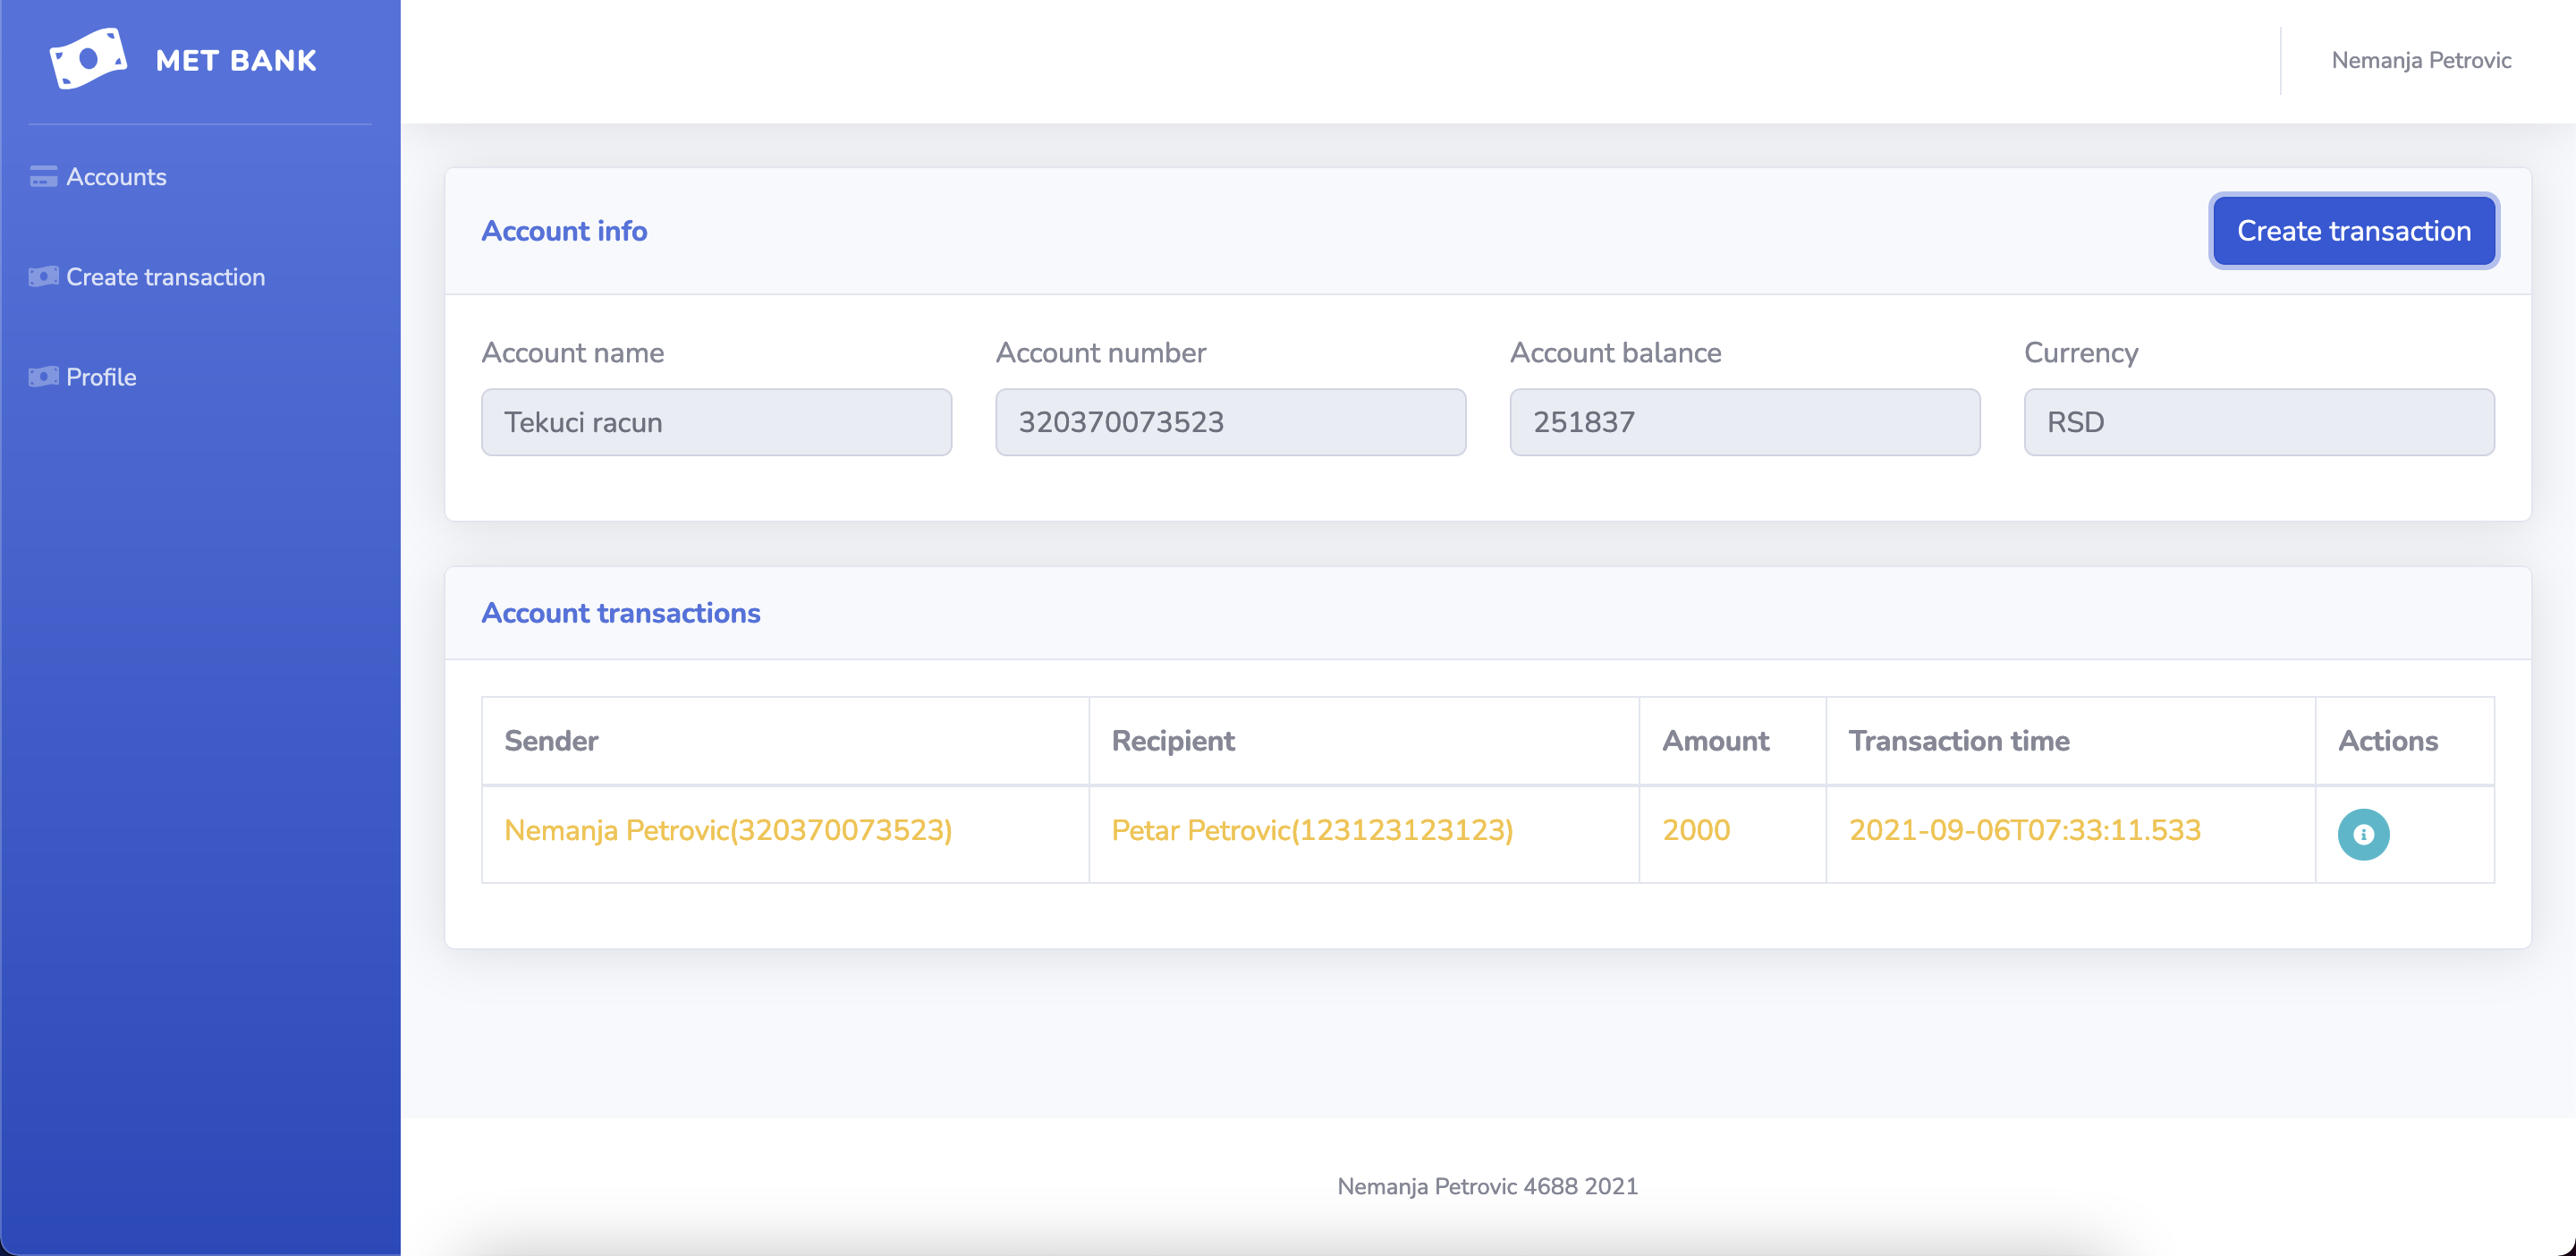 MET BANK
Nemanja Petrovic
Accounts
Create transaction
Profile
Account info
Create transaction
Account name
Account number
Account balance
Currency
Tekuci racun
320370073523
251837
RSD
Account transactions
Sender Recipient Amount Transaction time Actions
Nemanja Petrovic(320370073523) Petar Petrovic(123123123123) 2000 2021-09-06T07:33:11.533
Nemanja Petrovic 4688 2021